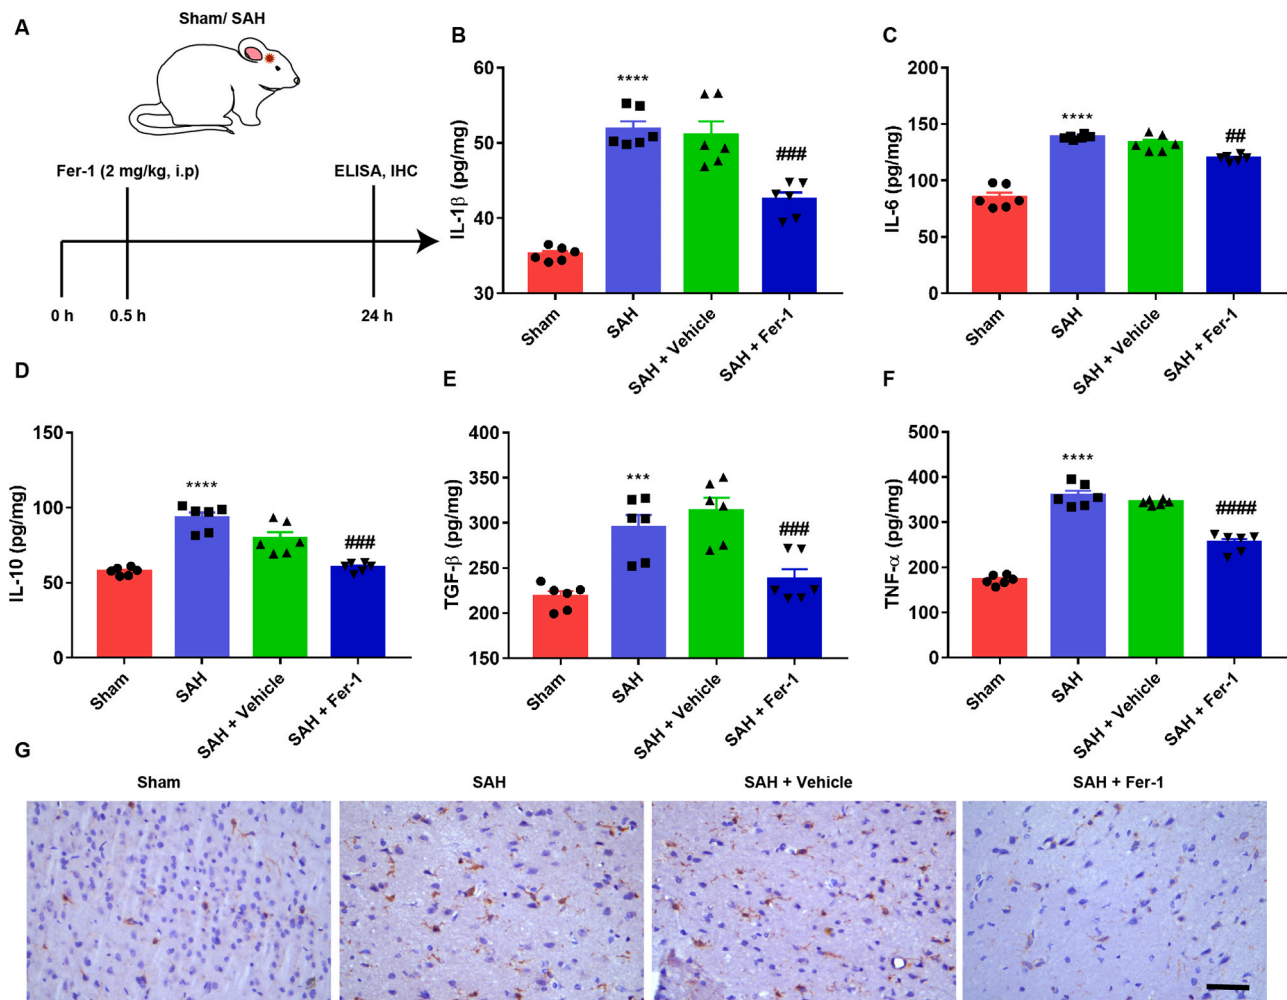 A
Sham/ SAH
Fer-1 (2 mg/kg, i.p)
ELISA, IHC
0 h
0.5 h
24 h
B
IL-1β (pg/mg)
60
50
40
30
****
###
Sham
SAH
SAH + Vehicle
SAH + Fer-1
C
IL-6 (pg/mg)
200
150
100
50
0
****
##
Sham
SAH
SAH + Vehicle
SAH + Fer-1
D
IL-10 (pg/mg)
150
100
50
0
****
###
Sham
SAH
SAH + Vehicle
SAH + Fer-1
E
TGF-β (pg/mg)
400
350
300
250
200
150
***
###
Sham
SAH
SAH + Vehicle
SAH + Fer-1
F
TNF-α (pg/mg)
500
400
300
200
100
0
****
####
Sham
SAH
SAH + Vehicle
SAH + Fer-1
G
Sham
SAH
SAH + Vehicle
SAH + Fer-1